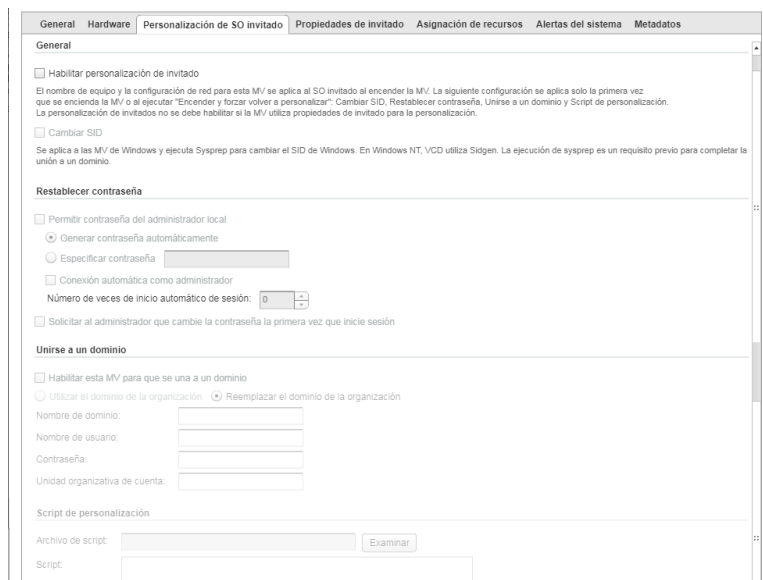 General Hardware Personalización de SO invitado Propiedades de invitado Asignación de recursos Alertas del sistema Metadatos
General
Habilitar personalización de invitado
El nombre de equipo y la configuración de red para esta MV se aplica al SO invitado al encender la MV. La siguiente configuración se aplica solo la primera vez
que se encienda la MV o al ejecutar "Encender y forzar volver a personalizar": Cambiar SID, Restablecer contraseña, Unirse a un dominio y Script de personalización.
La personalización de invitados no se debe habilitar si la MV utiliza propiedades de invitado para la personalización.
Cambiar SID
Se aplica a las MV de Windows y ejecuta Sysprep para cambiar el SID de Windows. En Windows NT, VCD utiliza Sidgen. La ejecución de sysprep es un requisito previo para completar la
unión a un dominio.
Restablecer contraseña
Permitir contraseña del administrador local
Generar contraseña automáticamente
Especificar contraseña
Conexión automática como administrador
Número de veces de inicio automático de sesión: 0
Solicitar al administrador que cambie la contraseña la primera vez que inicie sesión
Unirse a un dominio
Habilitar esta MV para que se una a un dominio
Utilizar el dominio de la organización Reemplazar el dominio de la organización
Nombre de dominio:
Nombre de usuario:
Contraseña:
Unidad organizativa de cuenta:
Script de personalización
Archivo de script: Examinar
Script: